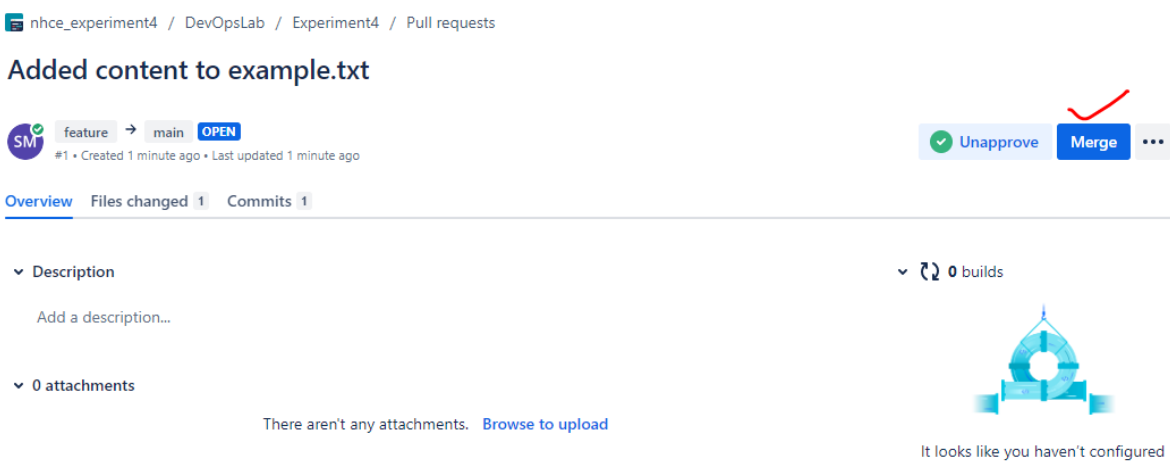 nhce_experiment4 / DevOpsLab / Experiment4 / Pull requests
Added content to example.txt
SM feature → main OPEN
#1 • Created 1 minute ago • Last updated 1 minute ago
Unapprove Merge
Overview Files changed 1 Commits 1
Description
0 builds
Add a description...
0 attachments
There aren't any attachments. Browse to upload
It looks like you haven't configured